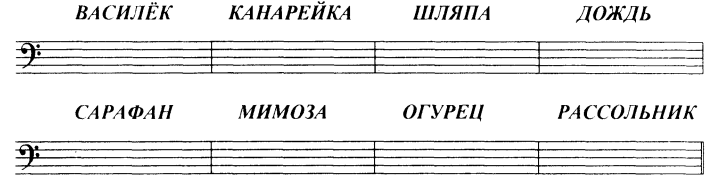 ВАСИЛЁК КАНАРЕЙКА ШЛЯПА ДОЖДЬ
САРАФАН МИМОЗА ОГУРЕЦ РАССОЛЬНИК